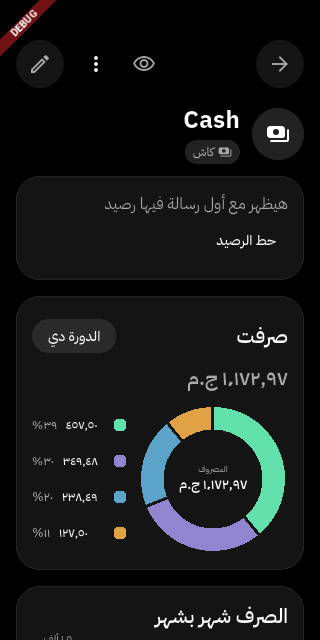 DEBUG
Cash
كاش
هيظهر مع أول رسالة فيها رصيد
حط الرصيد
صرفت
الدورة دي
١,١٧٢,٩٧ ج.م
%٣٩ ٤٥٧,٥٠
%٣٠ ٣٤٩,٤٨
%٢٠ ٢٣٨,٤٩
%١١ ١٢٧,٥٠
المصروف
١,١٧٢,٩٧ ج.م
الصرف شهر بشهر